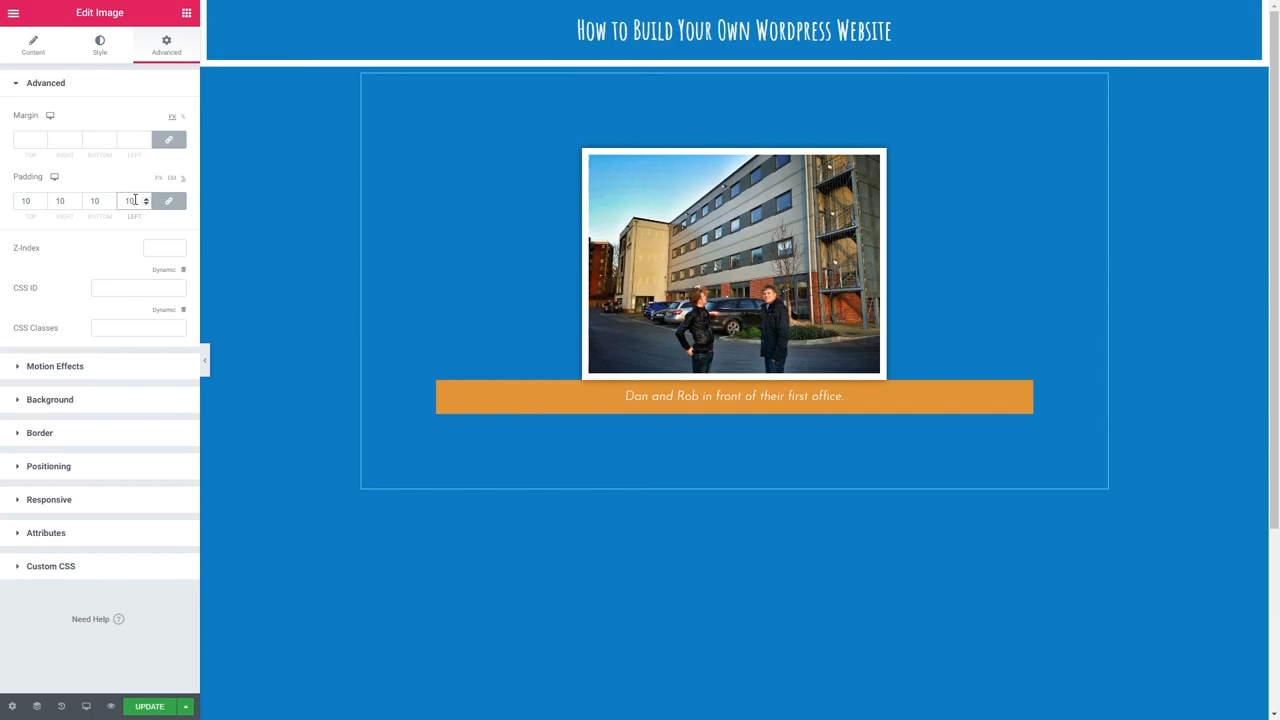 Edit Image
Content
Style
Advanced
Advanced
Margin
PX %
TOP RIGHT BOTTOM LEFT
Padding
PX EM %
10 10 10 10
TOP RIGHT BOTTOM LEFT
Z-Index
Dynamic
CSS ID
Dynamic
CSS Classes
Motion Effects
Background
Border
Positioning
Responsive
Attributes
Custom CSS
Need Help ?
UPDATE
How to Build Your Own Wordpress Website
Dan and Rob in front of their first office.